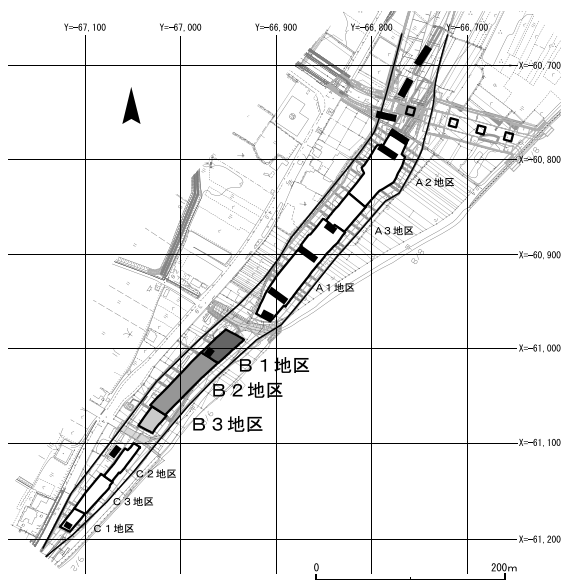 Y=-67,100
Y=-67,000
Y=-66,900
Y=-66,800
Y=-66,700
X=-60,700
X=-60,800
A2地区
A3地区
X=-60,900
A1地区
X=-61,000
B1地区
B2地区
B3地区
X=-61,100
C2地区
C3地区
C1地区
X=-61,200
0
200m